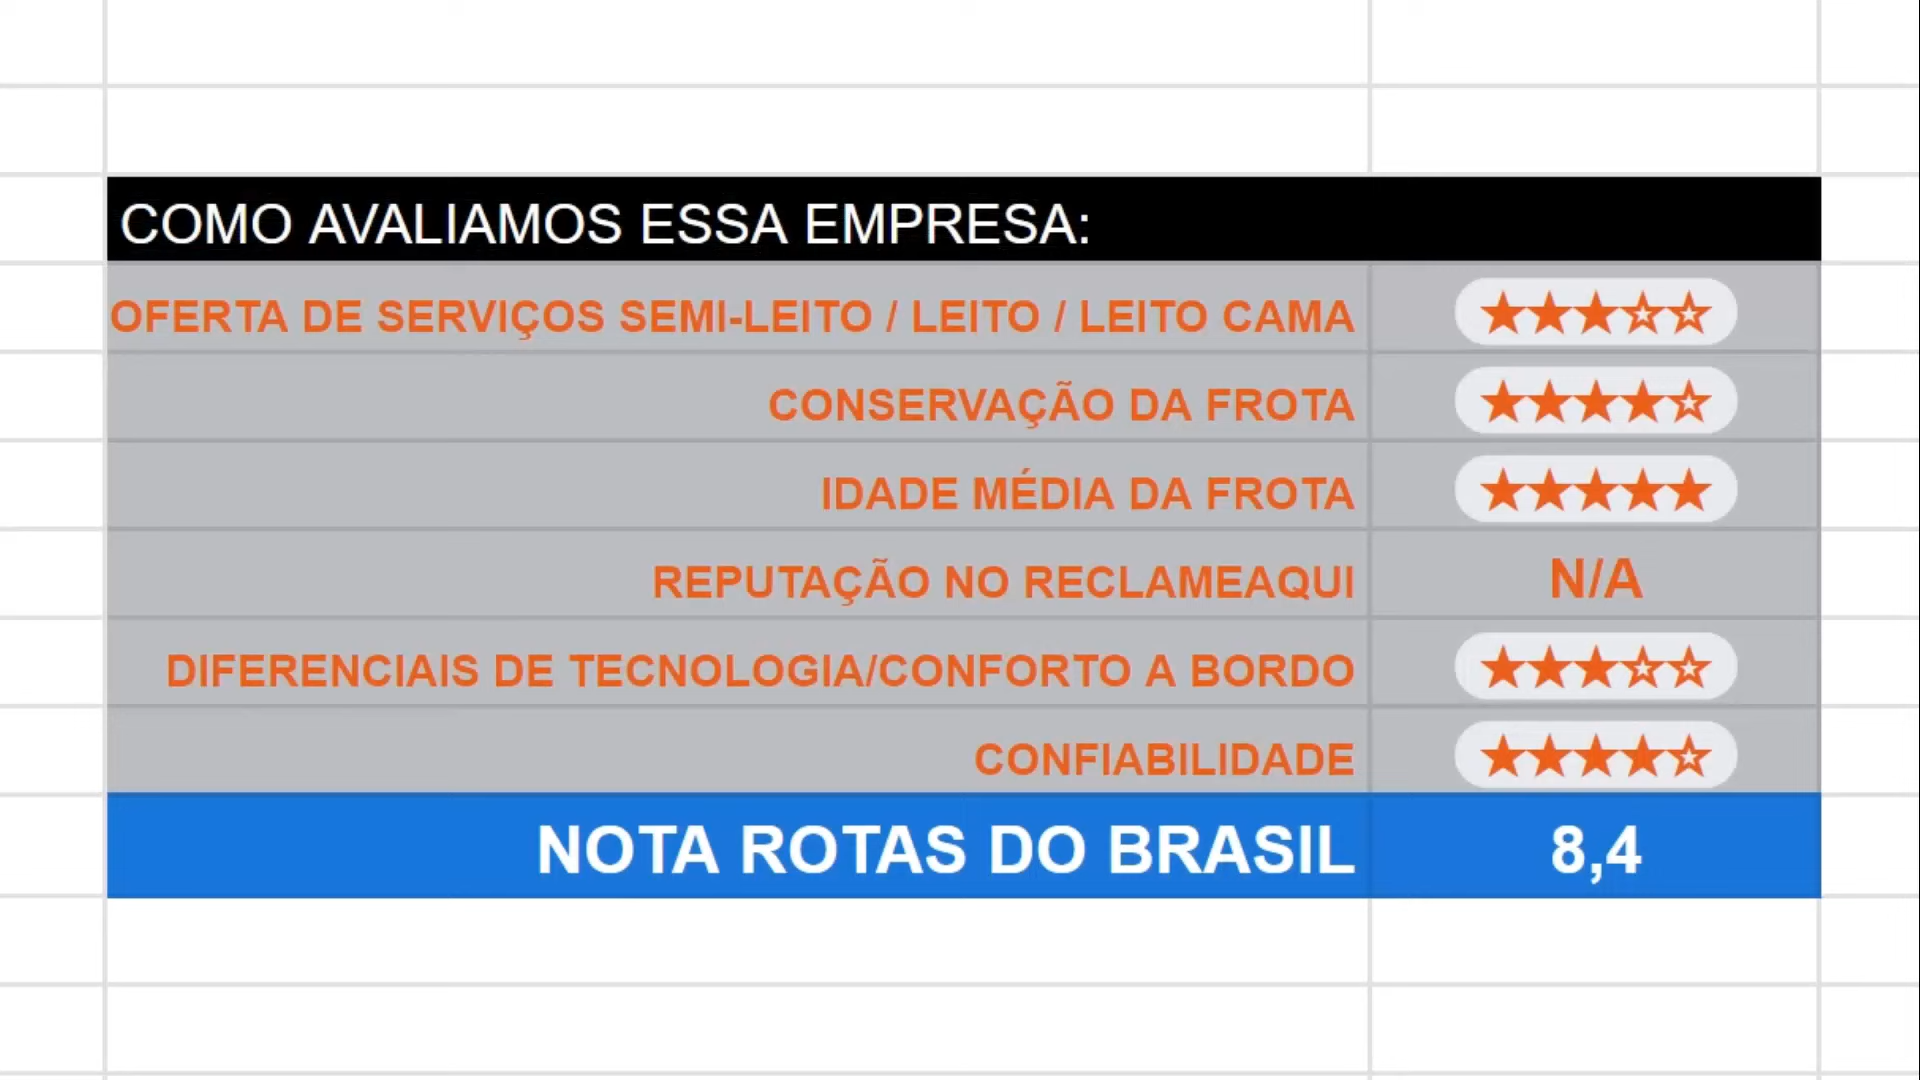 COMO AVALIAMOS ESSA EMPRESA:
OFERTA DE SERVIÇOS SEMI-LEITO / LEITO / LEITO CAMA ★★★☆☆
CONSERVAÇÃO DA FROTA ★★★★☆
IDADE MÉDIA DA FROTA ★★★★★
REPUTAÇÃO NO RECLAMEAQUI N/A
DIFERENCIAIS DE TECNOLOGIA/CONFORTO A BORDO ★★★☆☆
CONFIABILIDADE ★★★★☆
NOTA ROTAS DO BRASIL 8,4